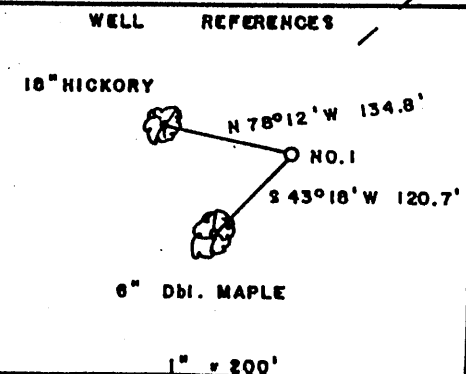 WELL REFERENCES
18" HICKORY
N 78°12' W 134.8'
NO. 1
S 43°18' W 120.7'
6" Dbl. MAPLE
1" = 200'